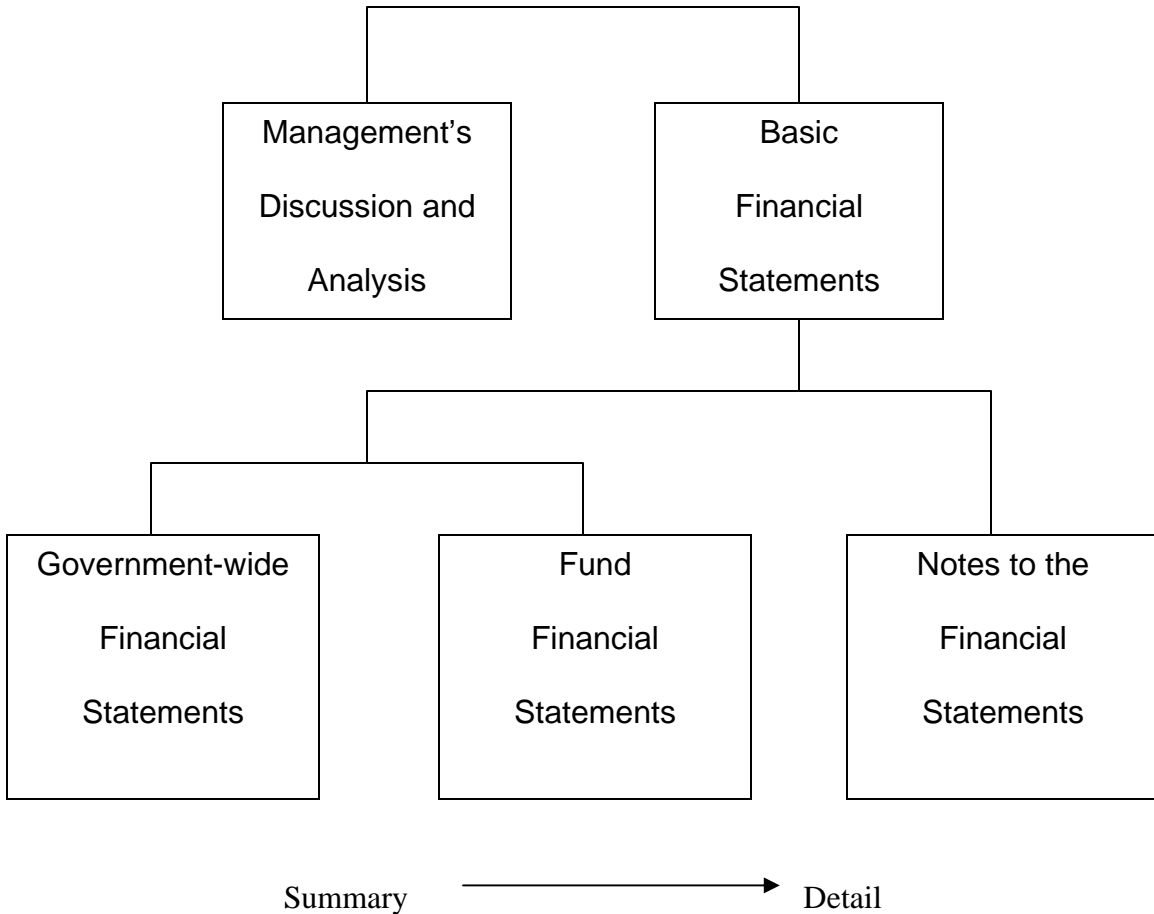 Management's
Discussion and
Analysis
Basic
Financial
Statements
Government-wide
Financial
Statements
Fund
Financial
Statements
Notes to the
Financial
Statements
Summary
Detail